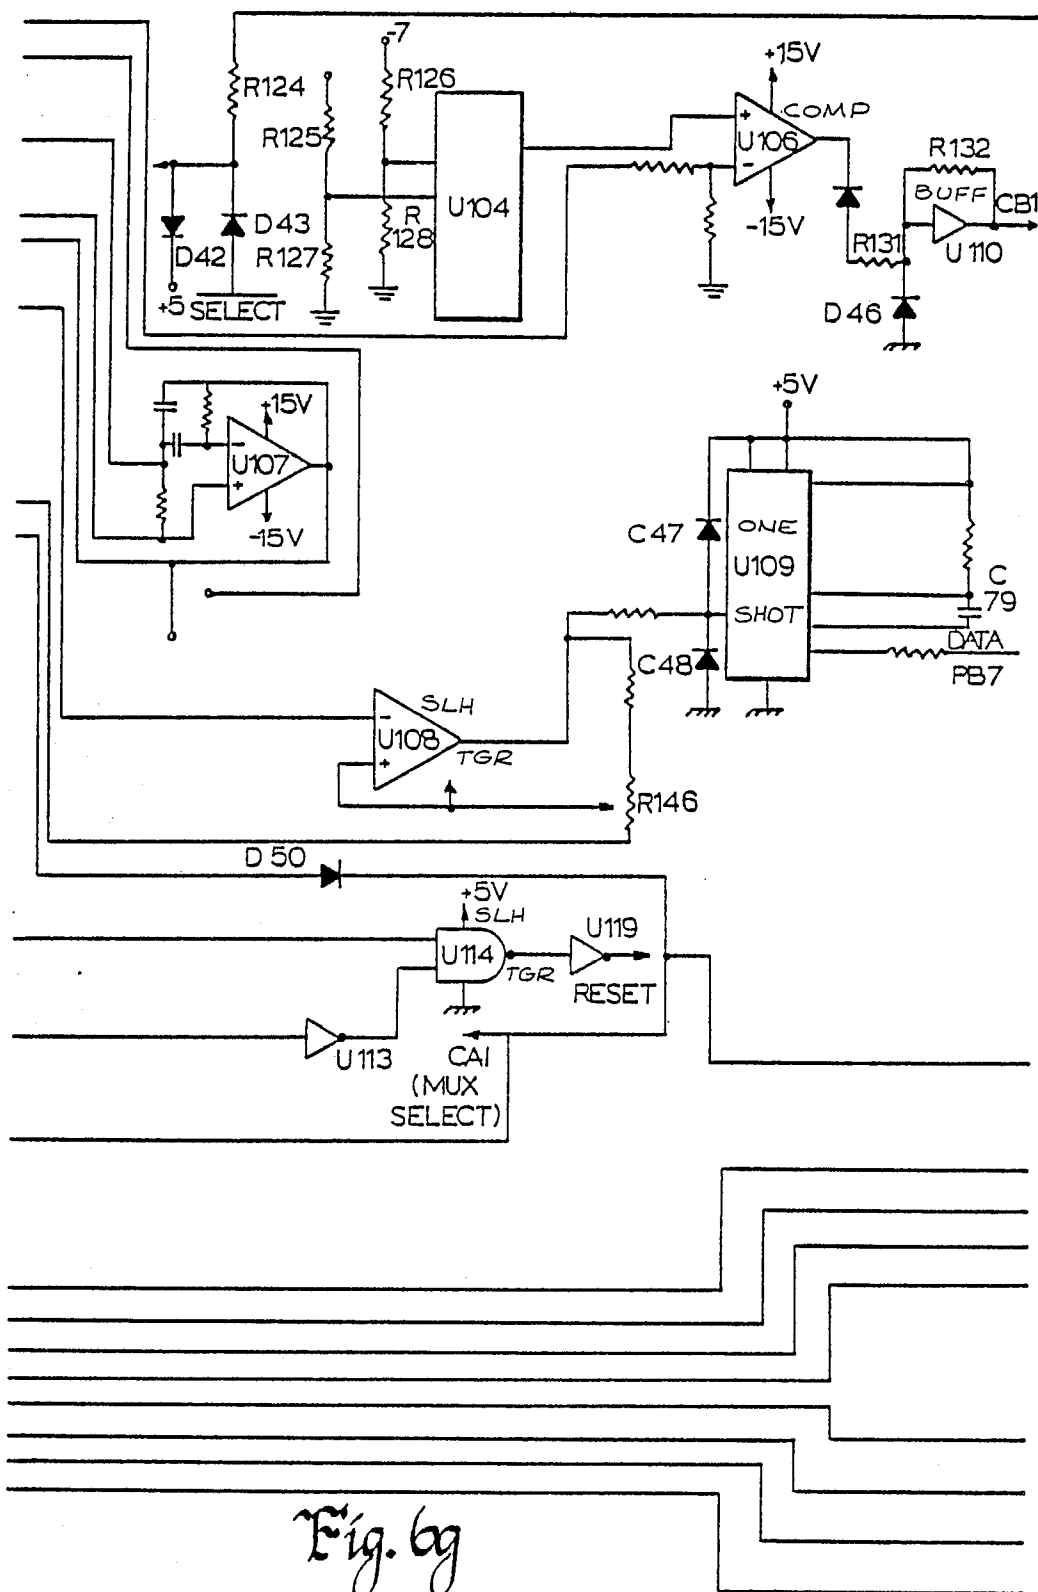 -7
+15V
R124
R126
COMP
R125
U106
+
-
R132
U104
BUFF
CB1
D43
R
128
-15V
R131
U110
D42
R127
+5
SELECT
D46
+5V
+15V
-
U107
+
-15V
C47
ONE
U109
SHOT
C
79
DATA
PB7
C48
SLH
-
U108
+
TGR
R146
D50
+5V
SLH
U119
U114
TGR
RESET
U113
CA1
(MUX
SELECT)
Fig. 6g